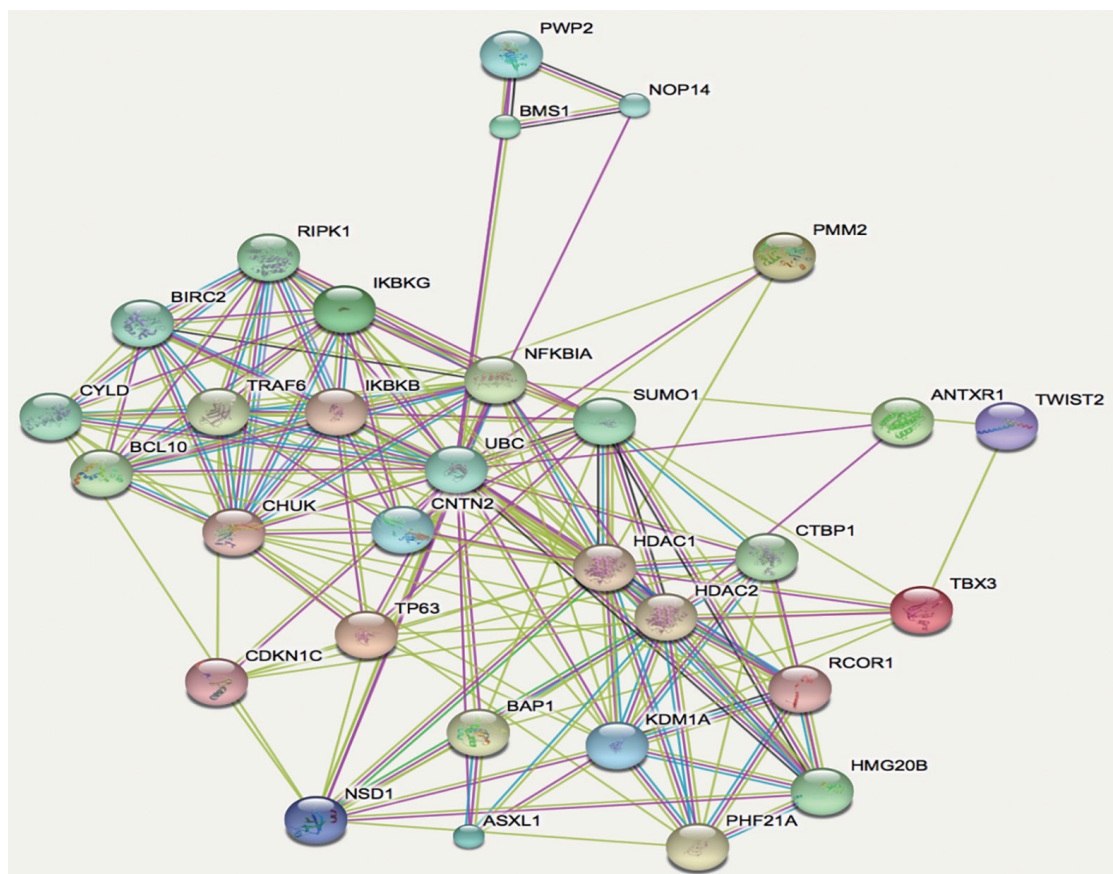 PWP2
NOP14
BMS1
RIPK1
PMM2
IKBKG
BIRC2
NFKBIA
CYLD
TRAF6
IKBKB
SUMO1
ANTXR1
TWIST2
BCL10
UBC
CHUK
CNTN2
HDAC1
CTBP1
HDAC2
TBX3
TP63
CDKN1C
RCOR1
BAP1
KDM1A
HMG20B
NSD1
ASXL1
PHF21A